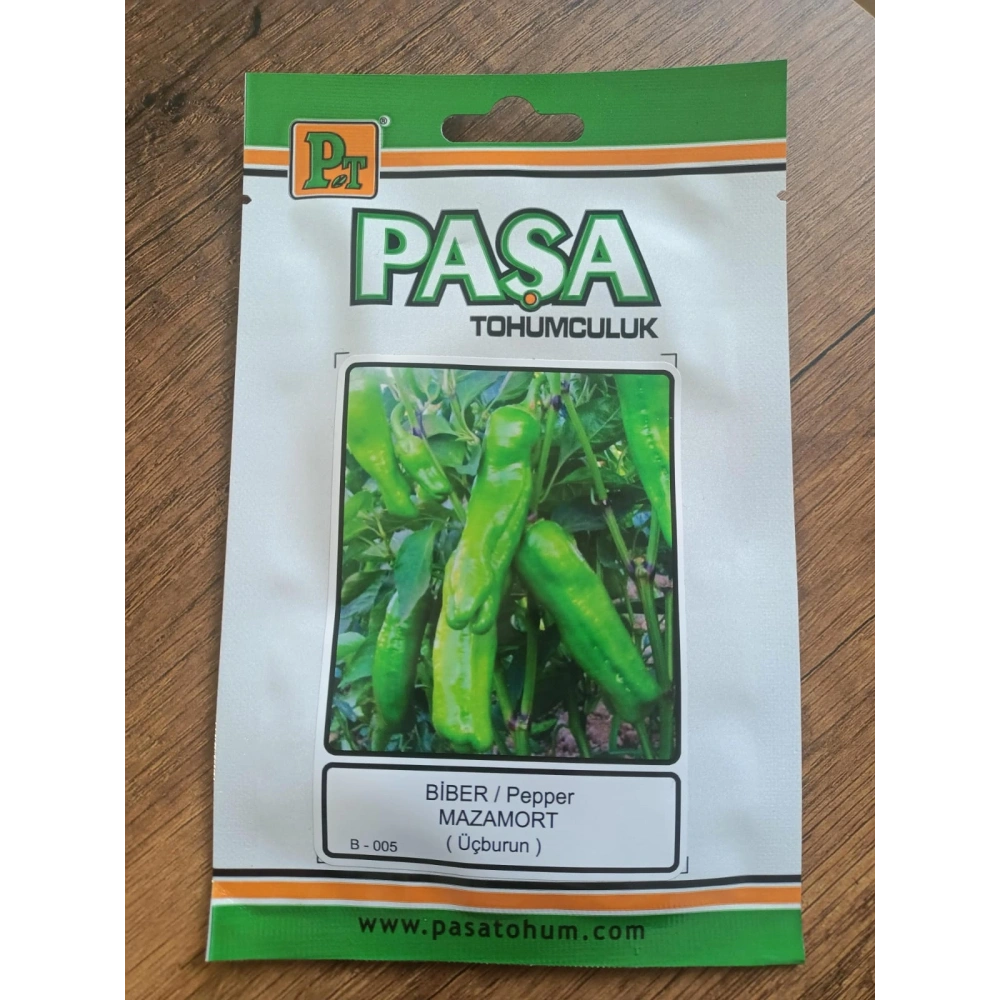 PeT®
PAŞA
TOHUMCULUK
BİBER / Pepper
MAZAMORT
B - 005 ( Üçburun )
www.pasatohum.com